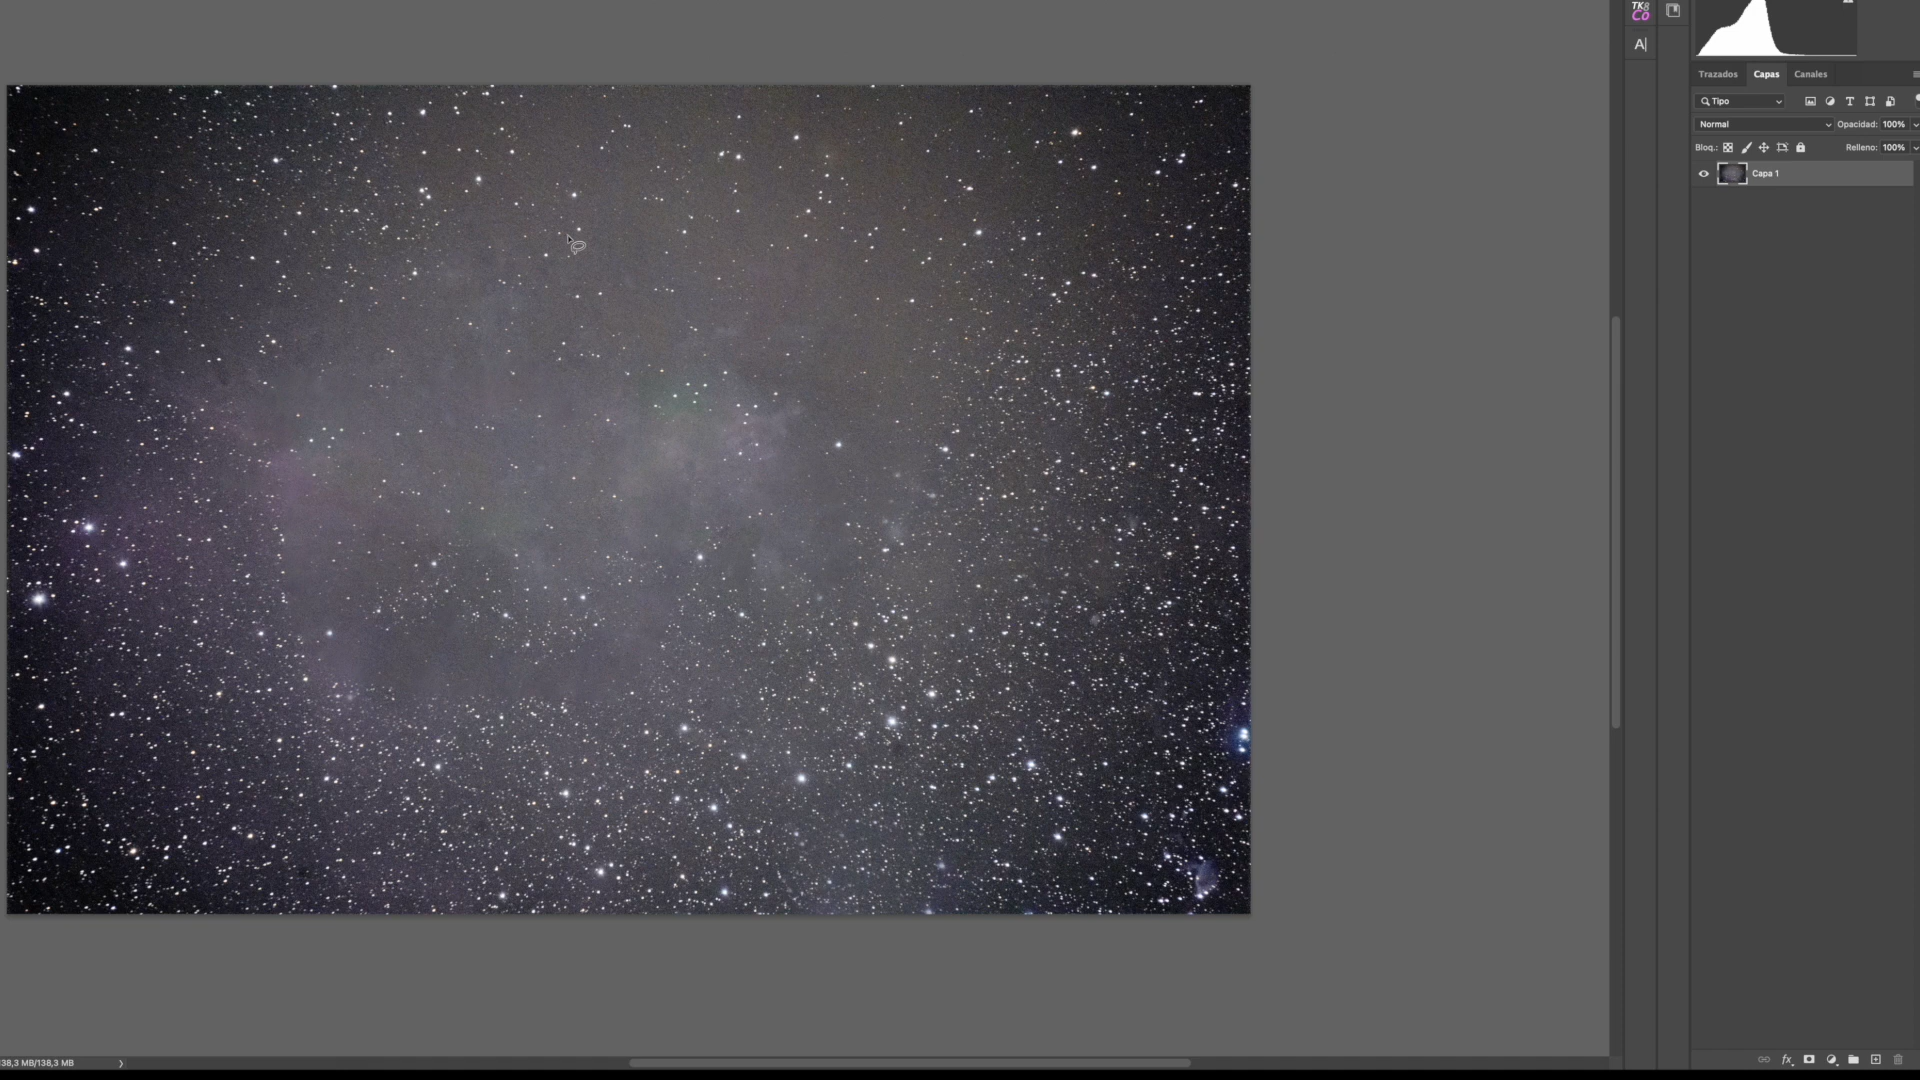 TK8
Co
A|
Trazados Capas Canales
Tipo
Normal Opacidad: 100%
Bloq.: Relleno: 100%
Capa 1
fx
38,3 MB/138,3 MB